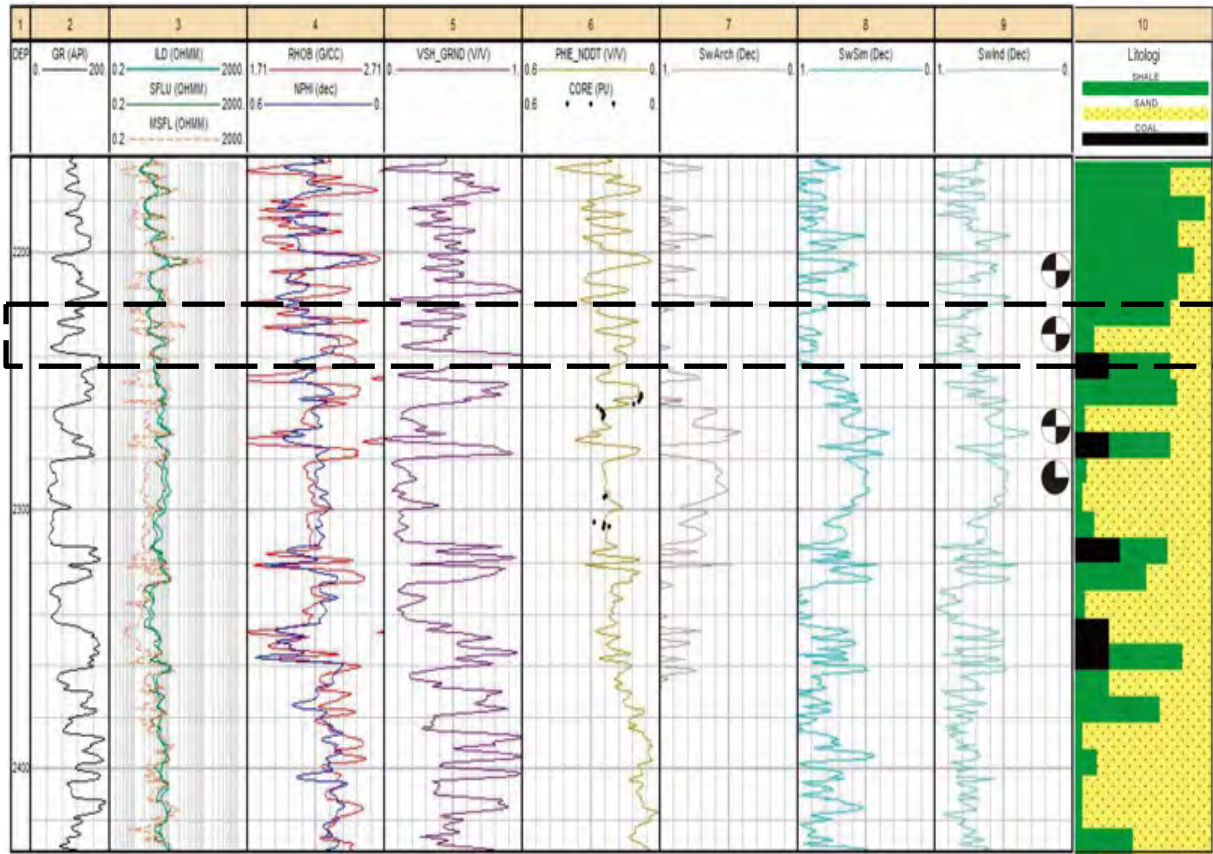 1 2 3 4 5 6 7 8 9 10
DEP GR (API) ILD (OHMM) RHOB (G/CC) VSH_GRND (V/V) PHIE_NDDT (V/V) SwArch (Dec) SwSim (Dec) SwInd (Dec) Litologi
0. 200. 0.2 2000. 1.71 2.71 0. 1. 0.6 0. 1. 0. 1. 0. 1. 0. SHALE
SFLU (OHMM) NPHI (dec) CORE (PU) SAND
0.2 2000. 0.6 0. 0.6 0. COAL
MSFL (OHMM)
0.2 2000
2200
2300
2400